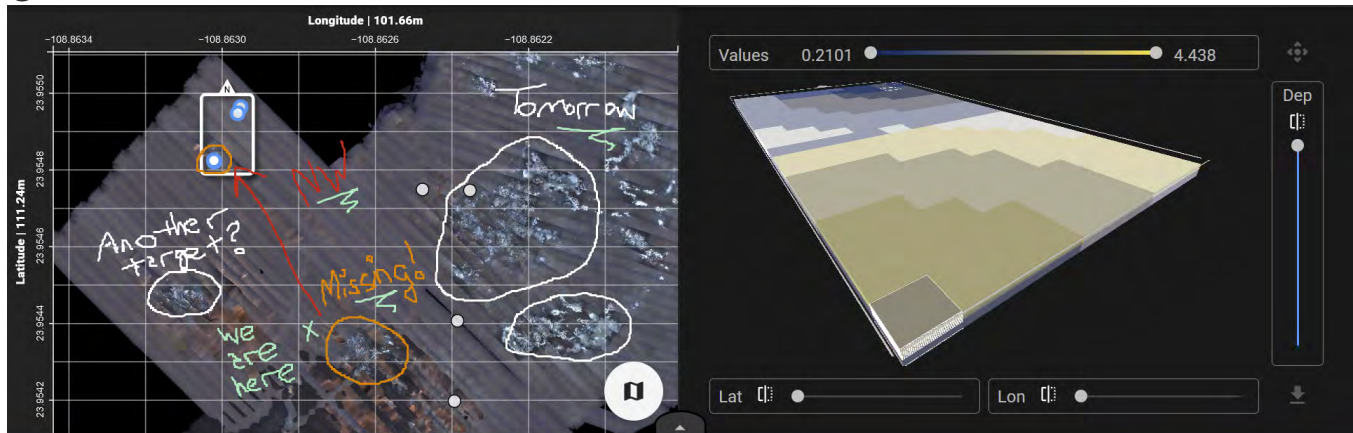 Longitude | 101.66m
-108.8634 -108.8630 -108.8626 -108.8622
Latitude | 111.24m
23.9550
23.9548
23.9546
23.9544
23.9542
N
Tomorrow
NW
Another
target?
Missing!
we
are
here
X
Values 0.2101 4.438
Dep
Lat
Lon